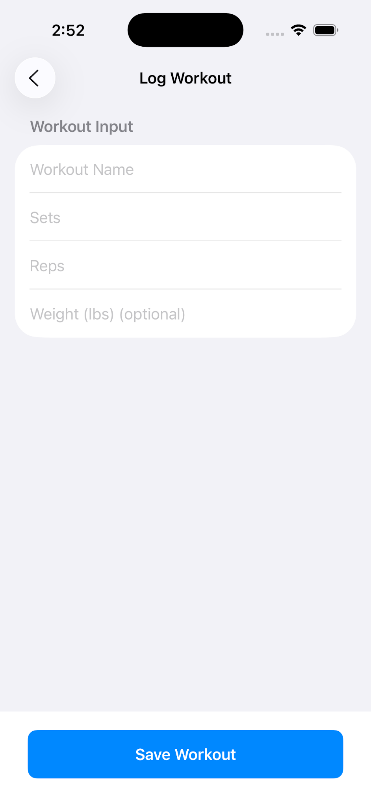 2:52
Log Workout
Workout Input
Workout Name
Sets
Reps
Weight (lbs) (optional)
Save Workout